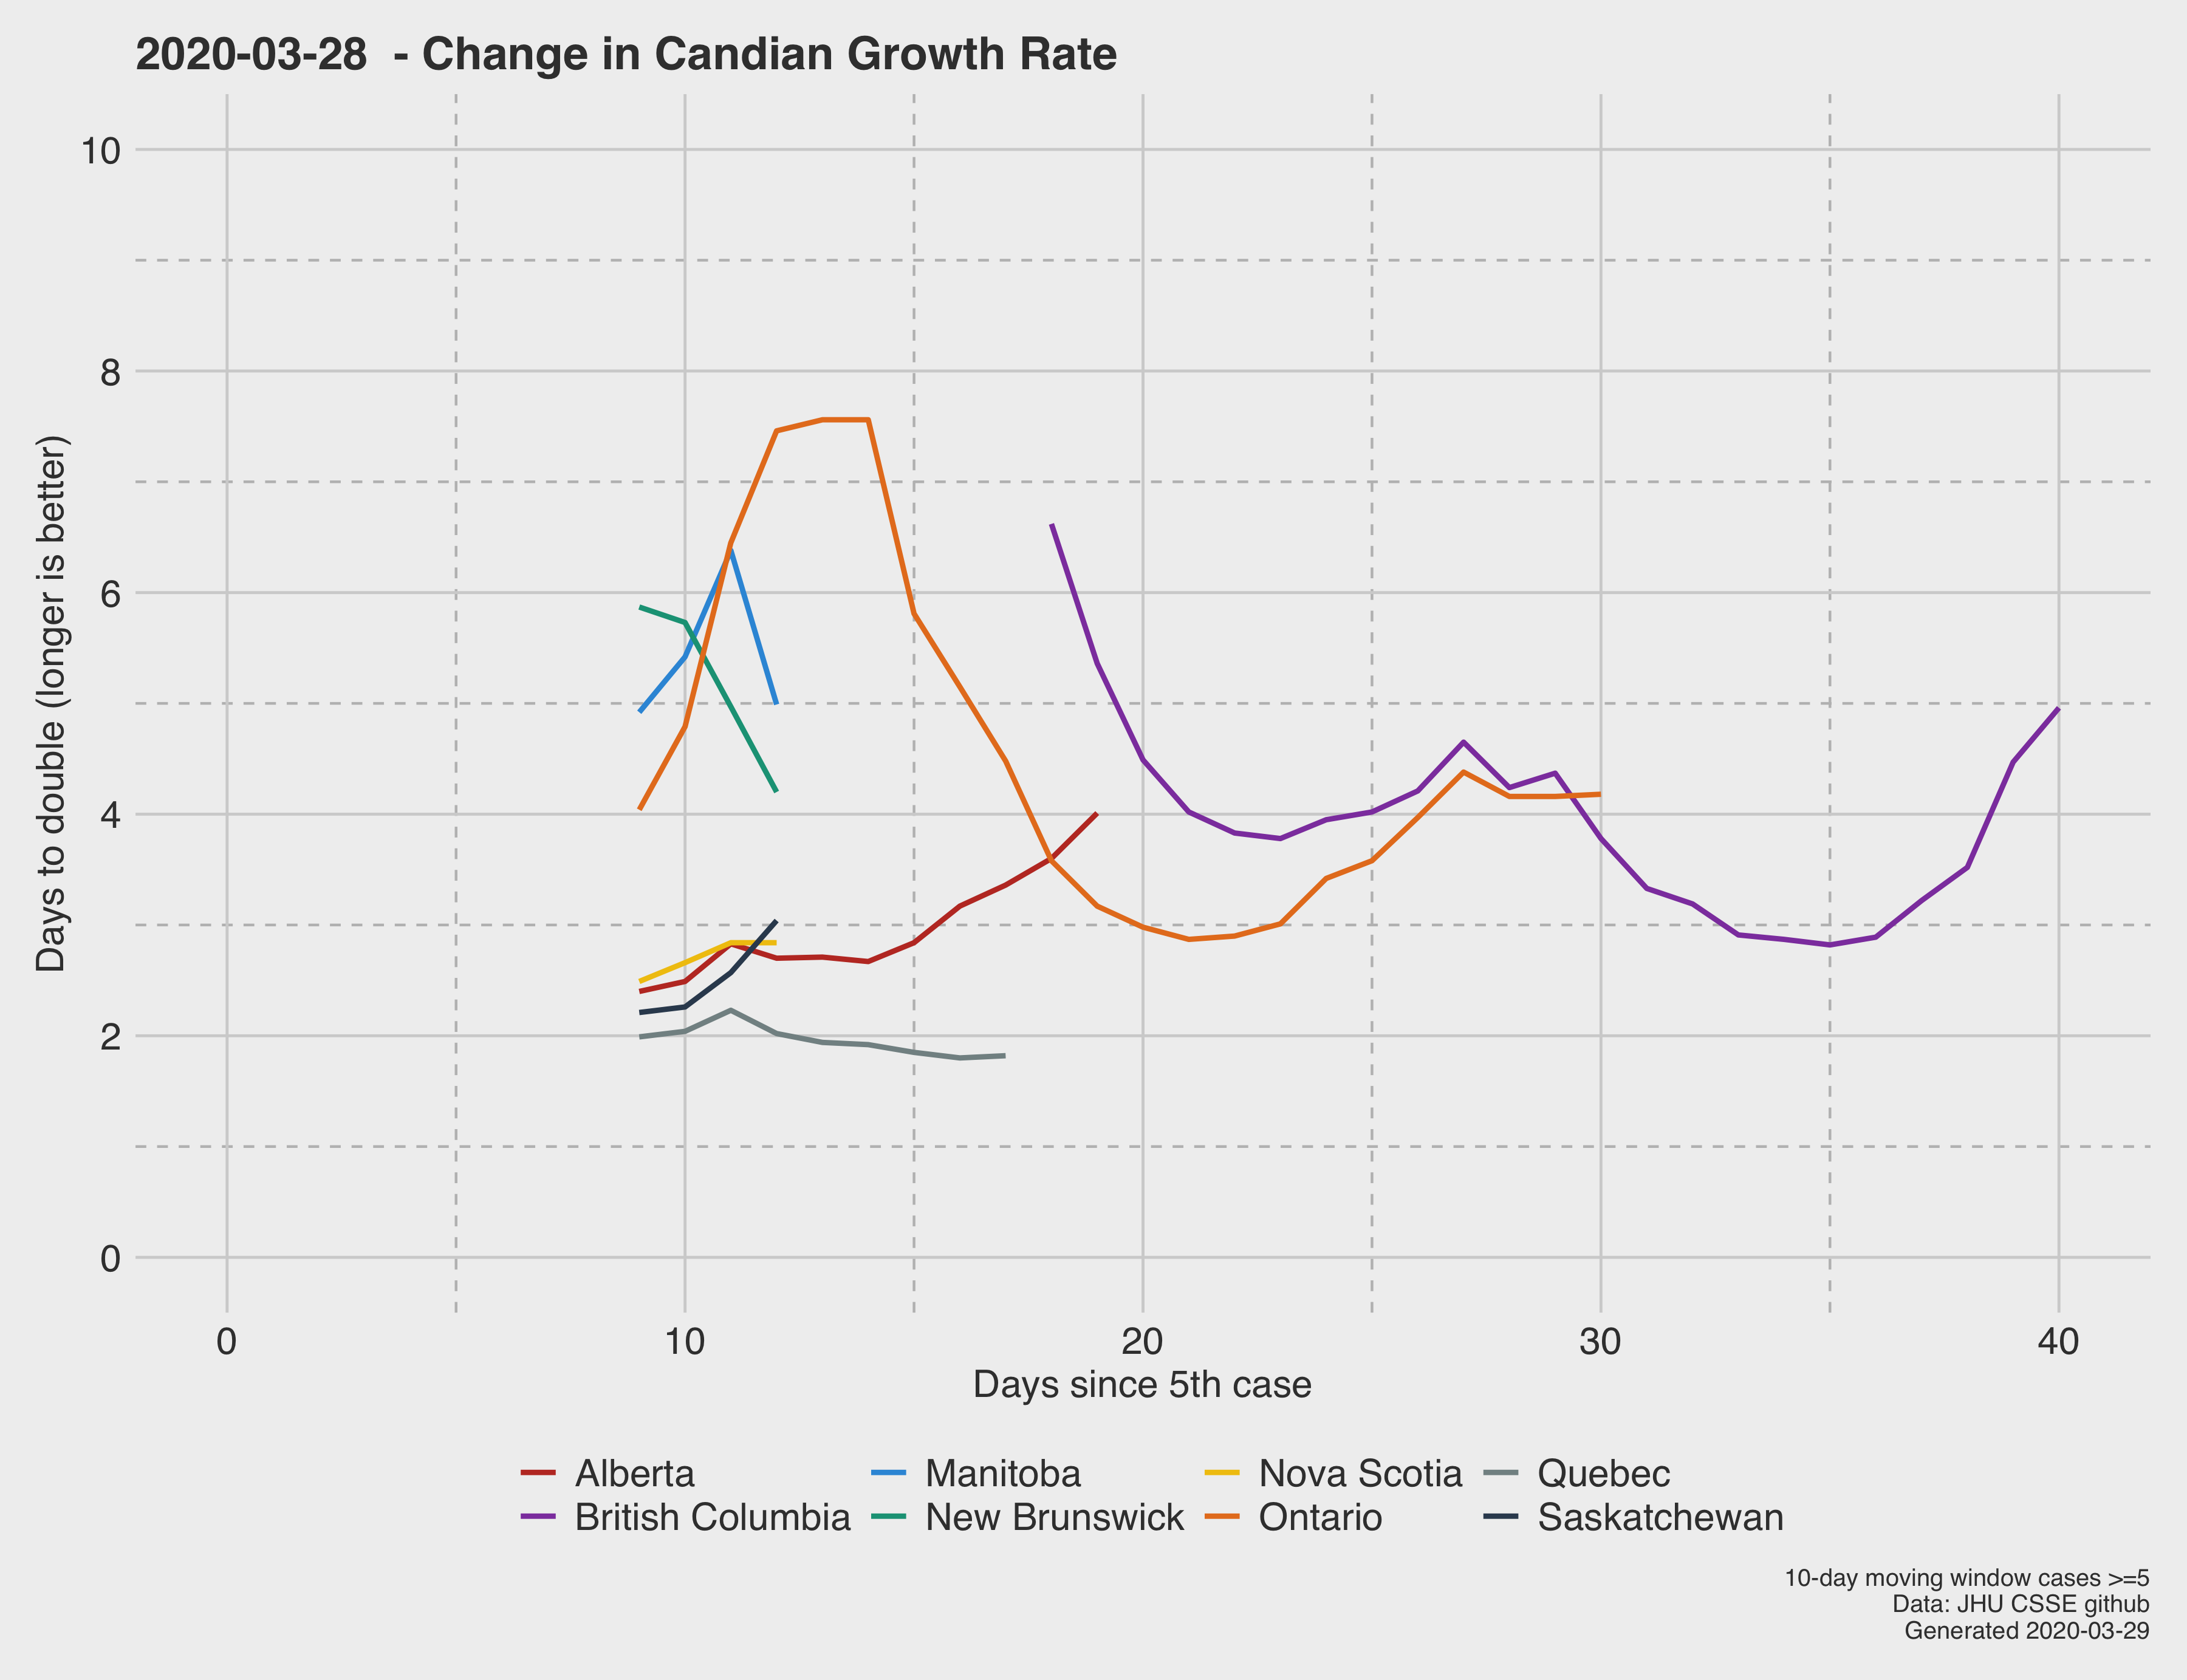 2020-03-28  - Change in Candian Growth Rate
Days to double (longer is better)
10
8
6
4
2
0
0 10 20 30 40
Days since 5th case
Alberta Manitoba Nova Scotia Quebec
British Columbia New Brunswick Ontario Saskatchewan
10-day moving window cases >=5
Data: JHU CSSE github
Generated 2020-03-29